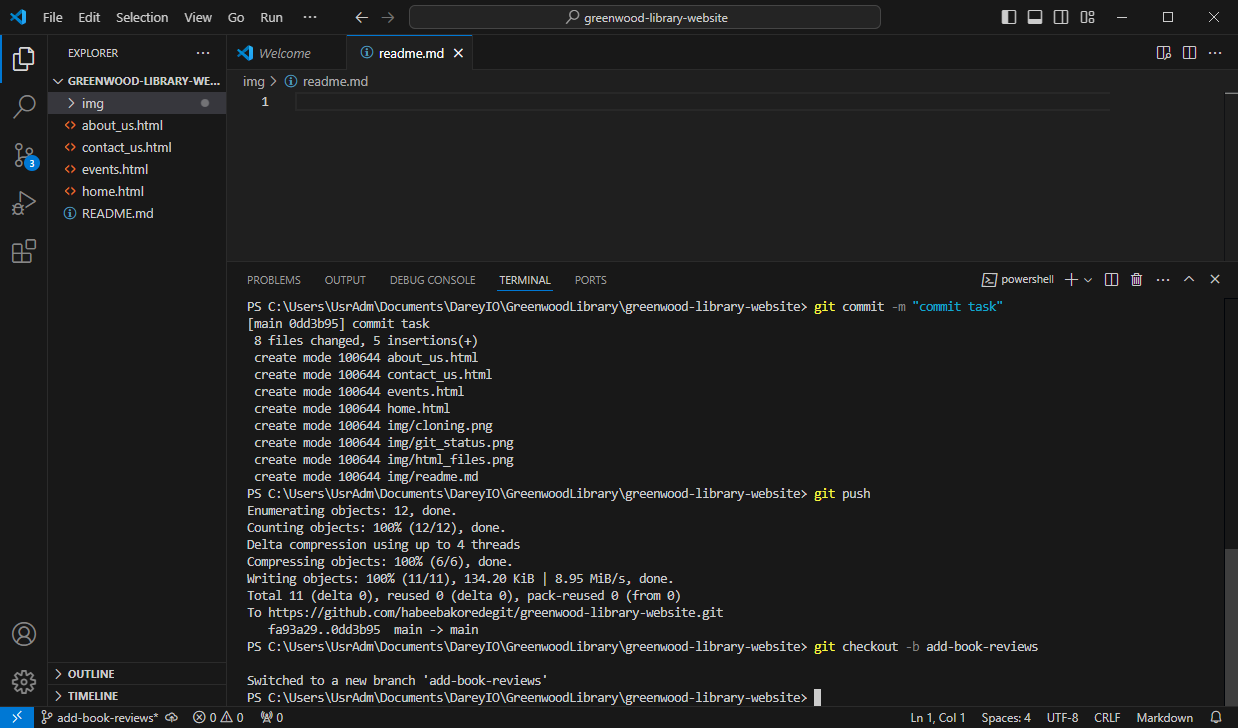 File Edit Selection View Go Run ··· greenwood-library-website
EXPLORER ···
GREENWOOD-LIBRARY-WE...
img
about_us.html
contact_us.html
events.html
home.html
README.md
3
OUTLINE
TIMELINE
Welcome readme.md
img > readme.md
1
PROBLEMS OUTPUT DEBUG CONSOLE TERMINAL PORTS powershell
PS C:\Users\UsrAdm\Documents\DareyIO\GreenwoodLibrary\greenwood-library-website> git commit -m "commit task"
[main 0dd3b95] commit task
8 files changed, 5 insertions(+)
create mode 100644 about_us.html
create mode 100644 contact_us.html
create mode 100644 events.html
create mode 100644 home.html
create mode 100644 img/cloning.png
create mode 100644 img/git_status.png
create mode 100644 img/html_files.png
create mode 100644 img/readme.md
PS C:\Users\UsrAdm\Documents\DareyIO\GreenwoodLibrary\greenwood-library-website> git push
Enumerating objects: 12, done.
Counting objects: 100% (12/12), done.
Delta compression using up to 4 threads
Compressing objects: 100% (6/6), done.
Writing objects: 100% (11/11), 134.20 KiB | 8.95 MiB/s, done.
Total 11 (delta 0), reused 0 (delta 0), pack-reused 0 (from 0)
To https://github.com/habeebakoredegit/greenwood-library-website.git
fa93a29..0dd3b95 main -> main
PS C:\Users\UsrAdm\Documents\DareyIO\GreenwoodLibrary\greenwood-library-website> git checkout -b add-book-reviews
Switched to a new branch 'add-book-reviews'
PS C:\Users\UsrAdm\Documents\DareyIO\GreenwoodLibrary\greenwood-library-website>
add-book-reviews* 0 0 0 Ln 1, Col 1 Spaces: 4 UTF-8 CRLF Markdown